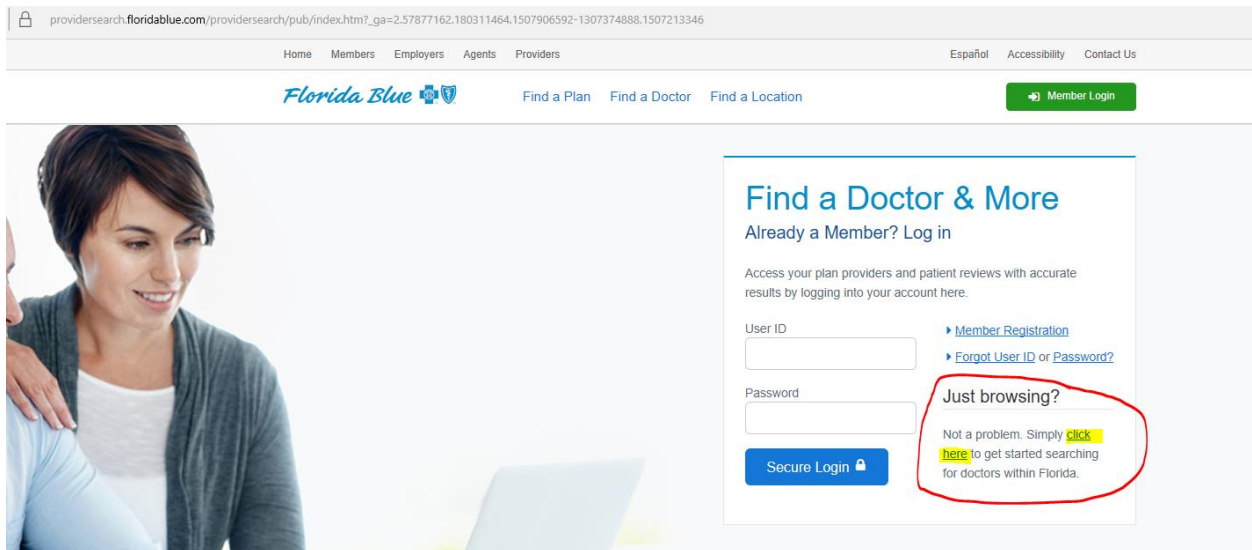 providersearch.floridablue.com/providersearch/pub/index.htm?_ga=2.57877162.180311464.1507906592-1307374888.1507213346
Home Members Employers Agents Providers Español Accessibility Contact Us
Florida Blue Find a Plan Find a Doctor Find a Location Member Login
Find a Doctor & More
Already a Member? Log in
Access your plan providers and patient reviews with accurate
results by logging into your account here.
User ID
Member Registration
Forgot User ID or Password?
Password
Just browsing?
Not a problem. Simply click
here to get started searching
for doctors within Florida.
Secure Login